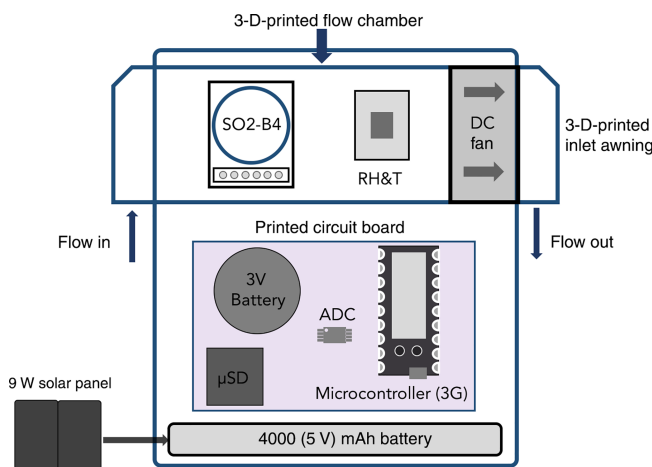 3-D-printed flow chamber
SO2-B4
RH&T
DC
fan
3-D-printed
inlet awning
Flow in
Flow out
Printed circuit board
3V
Battery
ADC
µSD
Microcontroller (3G)
9 W solar panel
4000 (5 V) mAh battery